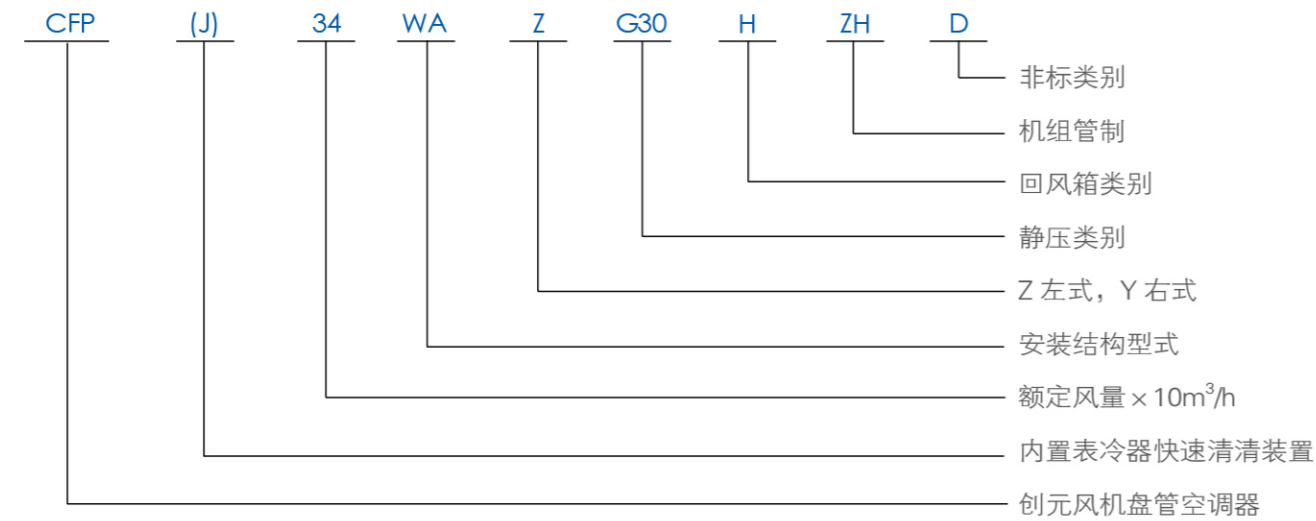 CFP (J) 34 WA Z G30 H ZH D
非标类别
机组管制
回风箱类别
静压类别
Z 左式，Y 右式
安装结构型式
额定风量 × 10m³/h
内置表冷器快速清清装置
创元风机盘管空调器